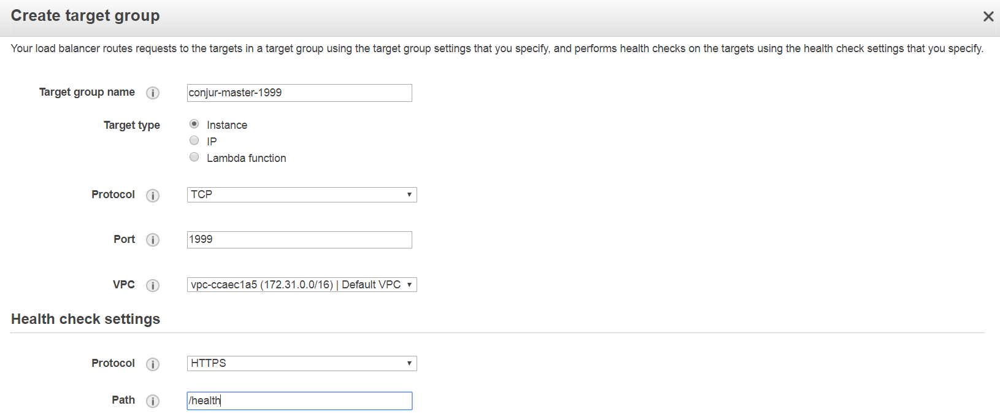 Create target group
Your load balancer routes requests to the targets in a target group using the target group settings that you specify, and performs health checks on the targets using the health check settings that you specify.
Target group name
conjur-master-1999
Target type
Instance
IP
Lambda function
Protocol
TCP
Port
1999
VPC
vpc-ccaec1a5 (172.31.0.0/16) | Default VPC
Health check settings
Protocol
HTTPS
Path
/health